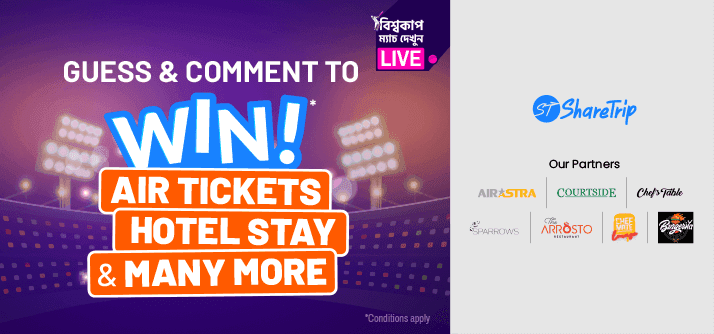 বিশ্বকাপ
ম্যাচ দেখুন
LIVE
GUESS & COMMENT TO
WIN!*
AIR TICKETS
HOTEL STAY
& MANY MORE
*Conditions apply
ST ShareTrip
Our Partners
AIR ASTRA
COURTSIDE
Chef's Table
SPARROWS
The
ARROSTO
RESTAURANT